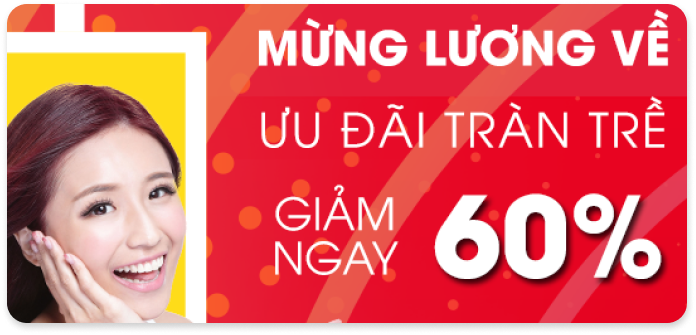 MỪNG LƯƠNG VỀ
ƯU ĐÃI TRÀN TRỀ
GIẢM
NGAY 60%